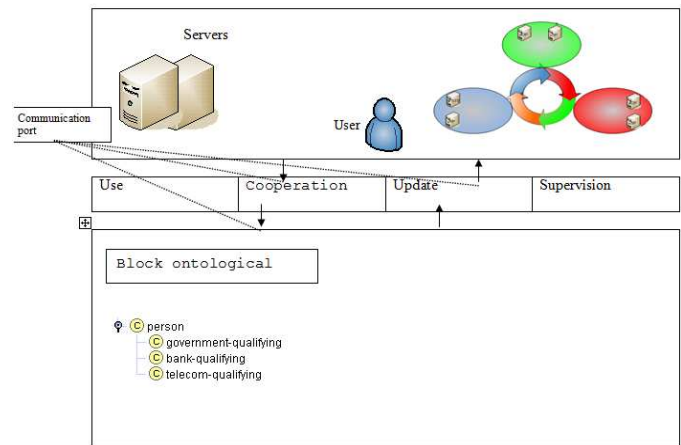 Servers
Communication
port
User
Use
Cooperation
Update
Supervision
Block ontological
C person
C government-qualifying
C bank-qualifying
C telecom-qualifying